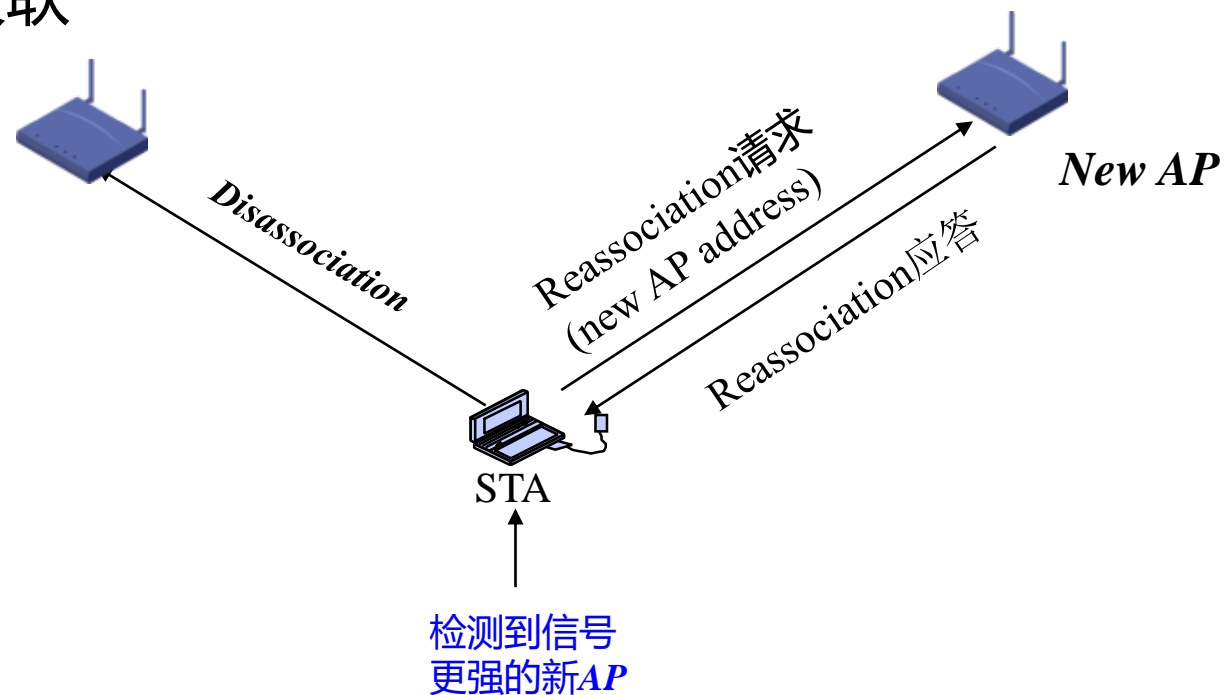 New AP
Disassociation
Reassociation请求
(new AP address)
Reassociation应答
STA
检测到信号
更强的新AP